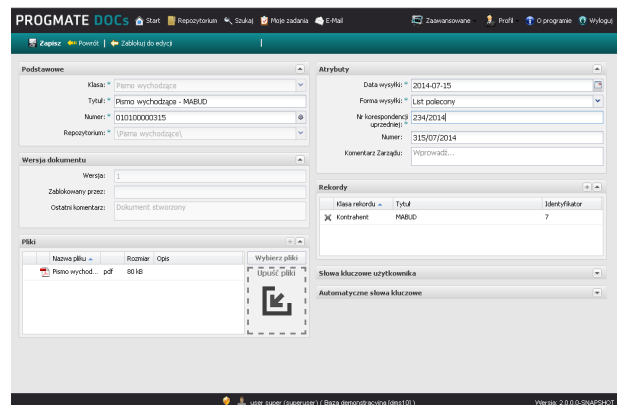 PROGMATE DOCs Start Repozytorium Szukaj Moje zadania E-Mail Zaawansowane Profil O programie Wyloguj
Zapisz Powrót Zablokuj do edycji
Podstawowe
Klasa: * Pismo wychodzące
Tytuł: * Pismo wychodzące - MABUD
Numer: * 010100000315
Repozytorium: * \Pisma wychodzące\
Wersja dokumentu
Wersja: 1
Zablokowany przez:
Ostatni komentarz: Dokument stworzony
Pliki
Nazwa pliku Rozmiar Opis
Pismo wychod... pdf 80 kB
Wybierz pliki
Upuść pliki
Atrybuty
Data wysyłki: * 2014-07-15
Forma wysyłki: * List polecony
Nr korespondencji 234/2014
uprzedniej: *
Numer: 315/07/2014
Komentarz Zarządu: Wprowadź...
Rekordy
Klasa rekordu Tytuł Identyfikator
Kontrahent MABUD 7
Słowa kluczowe użytkownika
Automatyczne słowa kluczowe
user super (superuser) ( Baza demonstracyjna [dms101] ) Wersja: 2.0.0.0-SNAPSHOT